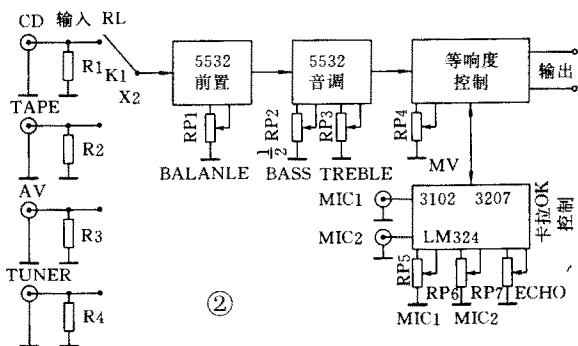 CD 输入 RL
R1
K1
X2
TAPE
R2
AV
R3
TUNER
R4
5532
前置
RP1
BALANLE
5532
音调
RP2
1/2
RP3
BASS TREBLE
等响度
控制
输出
RP4
MV
MIC1
MIC2
3102 3207
LM324
卡拉OK
控制
RP5
RP6
RP7
ECHO
MIC1 MIC2
②